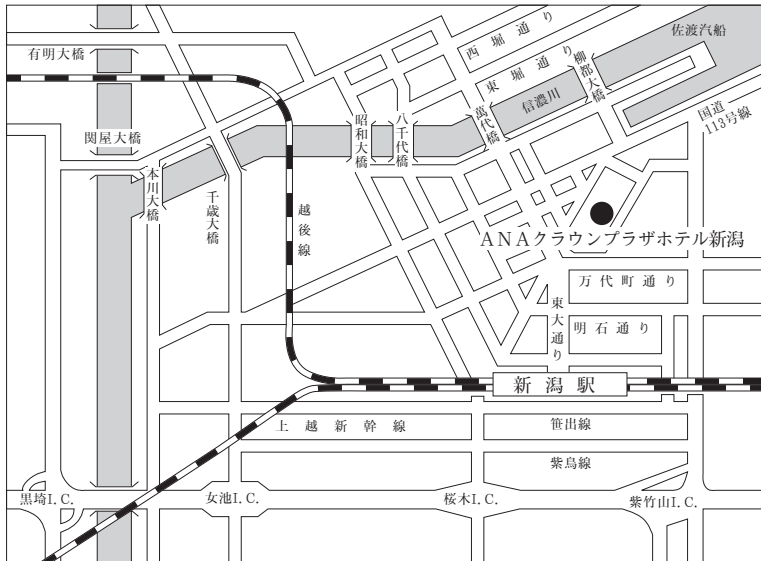 西堀通り
佐渡汽船
有明大橋
東堀通り
柳都大橋
信濃川
萬代橋
国道
113号線
関屋大橋
昭和大橋
八千代橋
本川大橋
千歳大橋
越後線
ANAクラウンプラザホテル新潟
万代町通り
東大通り
明石通り
新潟駅
上越新幹線
笹出線
紫鳥線
黒埼I.C.
女池I.C.
桜木I.C.
紫竹山I.C.